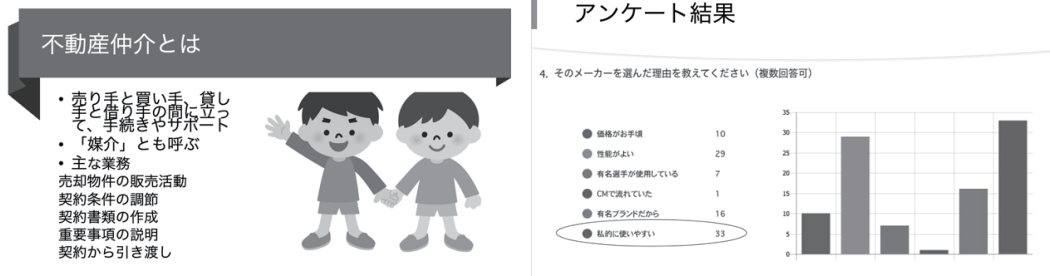 不動産仲介とは
• 売り手と買い手、貸し
手と借り手の間に立っ
て、手続きやサポート
• 「媒介」とも呼ぶ
• 主な業務
売却物件の販売活動
契約条件の調節
契約書類の作成
重要事項の説明
契約から引き渡し
アンケート結果
4. そのメーカーを選んだ理由を教えてください(複数回答可)
価格がお手頃 10
性能がよい 29
有名選手が使用している 7
CMで流れていた 1
有名ブランドだから 16
私的に使いやすい 33
35
30
25
20
15
10
5
0